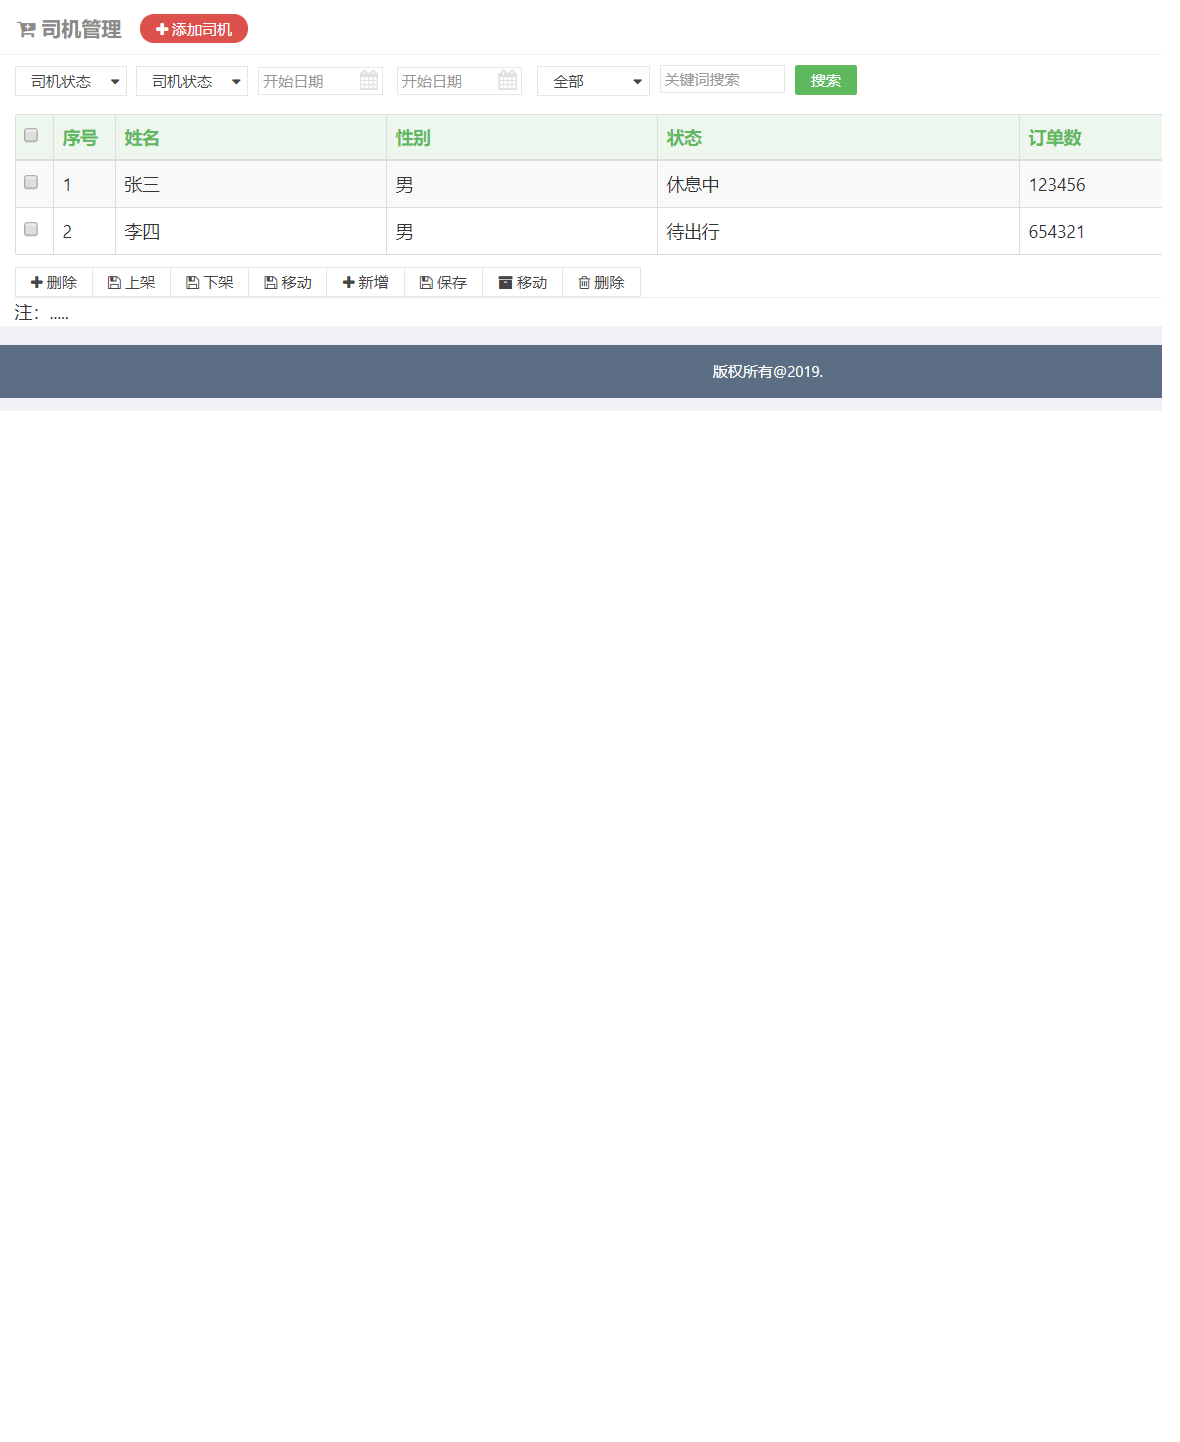 司机管理 添加司机
司机状态 司机状态 开始日期 开始日期 全部 关键词搜索 搜索
序号 姓名 性别 状态 订单数
1 张三 男 休息中 123456
2 李四 男 待出行 654321
删除 上架 下架 移动 新增 保存 移动 删除
注：.....
版权所有@2019.